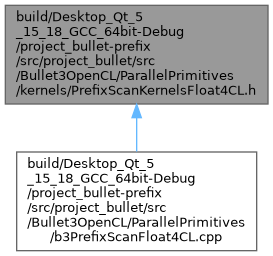 build/Desktop_Qt_5
_15_18_GCC_64bit-Debug
/project_bullet-prefix
/src/project_bullet/src
/Bullet3OpenCL/ParallelPrimitives
/kernels/PrefixScanKernelsFloat4CL.h
build/Desktop_Qt_5
_15_18_GCC_64bit-Debug
/project_bullet-prefix
/src/project_bullet/src
/Bullet3OpenCL/ParallelPrimitives
/b3PrefixScanFloat4CL.cpp